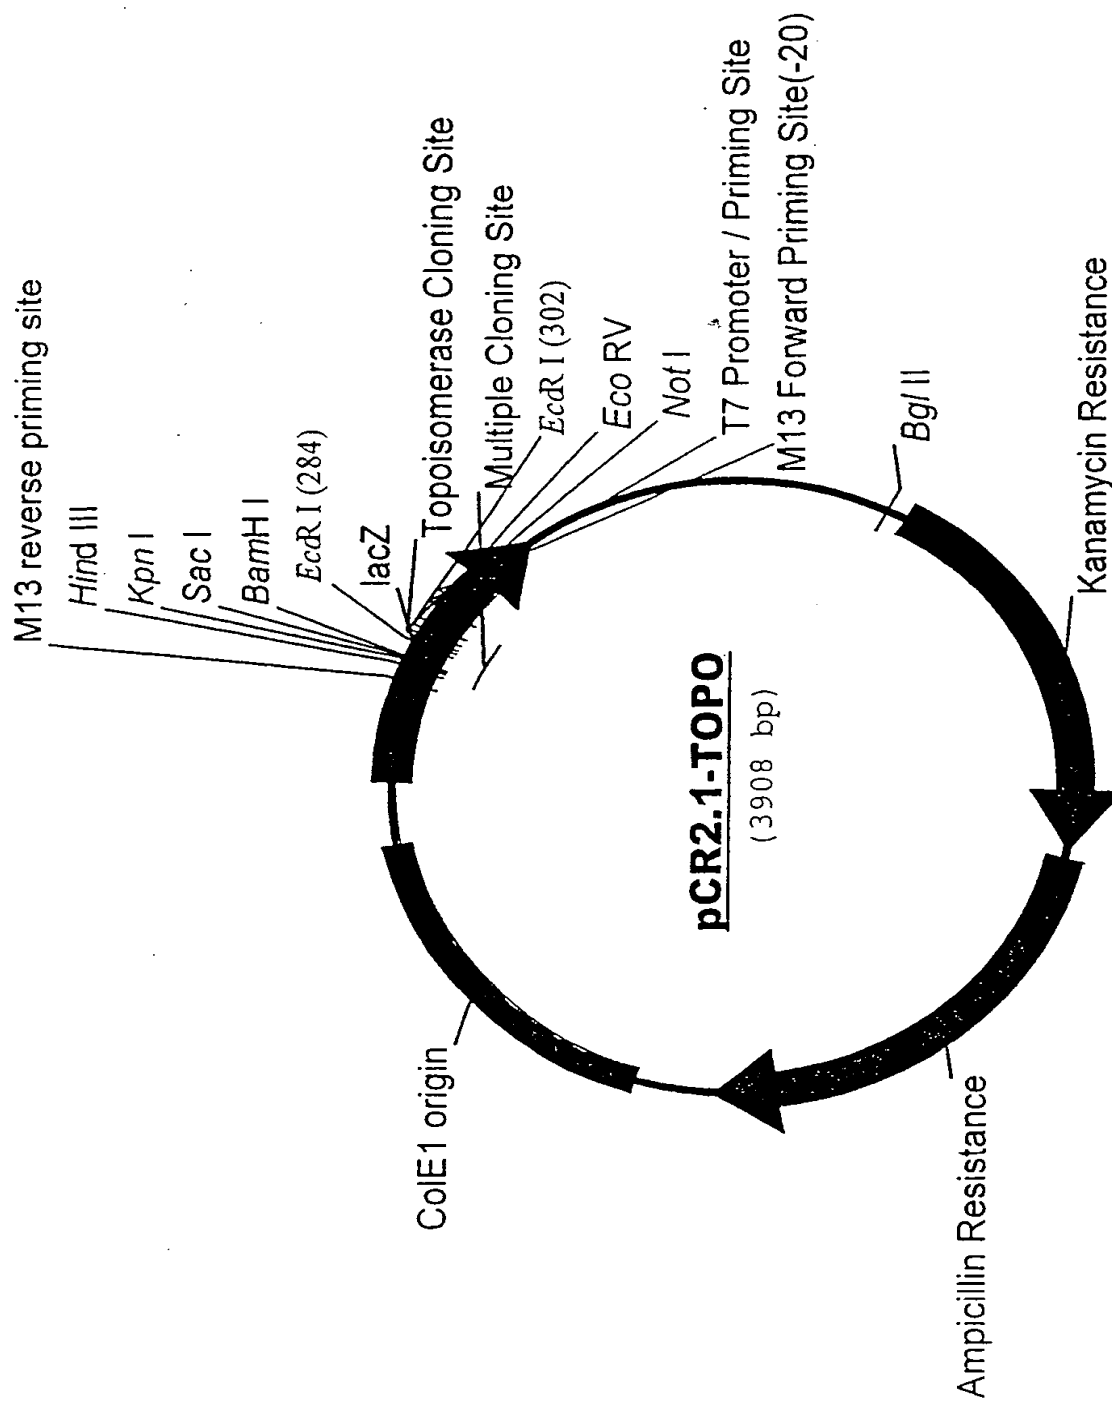 M13 reverse priming site
Hind III
Kpn I
Sac I
BamH I
EcdR I (284)
lacZ
Topoisomerase Cloning Site
Multiple Cloning Site
EcdR I (302)
Eco RV
Not I
T7 Promoter / Priming Site
M13 Forward Priming Site(-20)
Bgl II
Kanamycin Resistance
pCR2.1-TOPO
(3908 bp)
ColE1 origin
Ampicillin Resistance